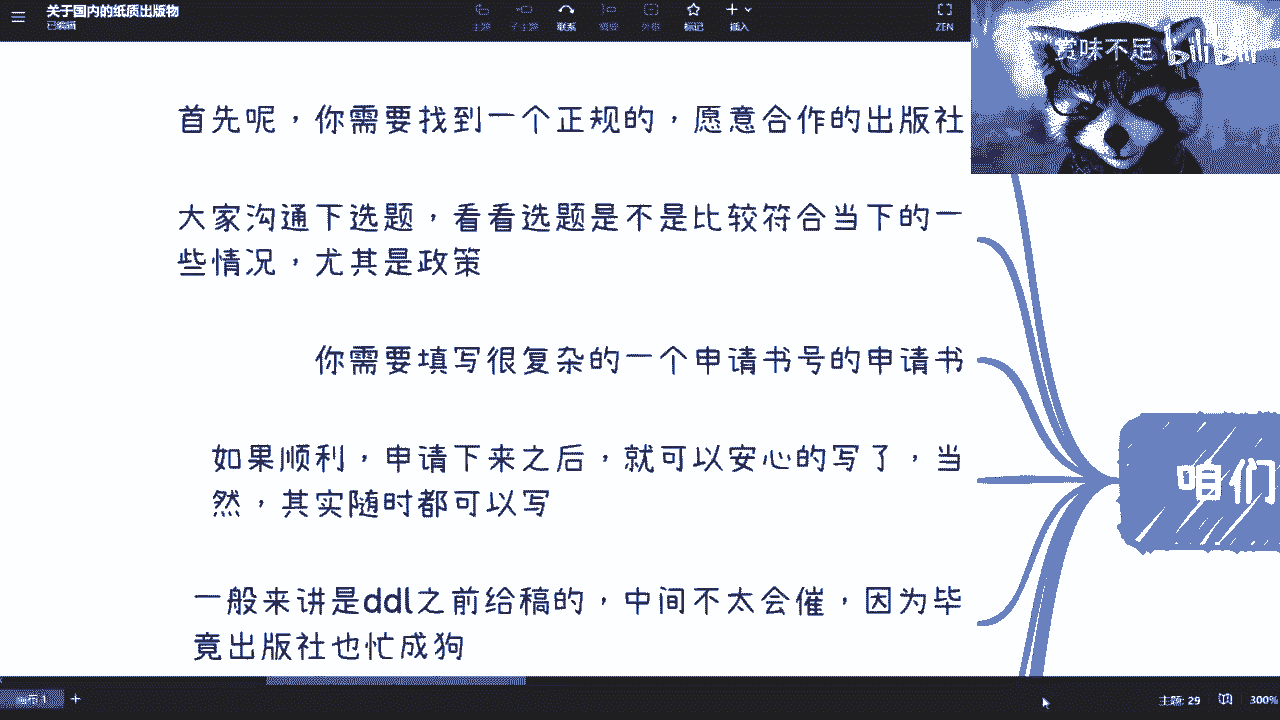 关于国内的纸质出版物
已编辑
主题
子主题
联系
概要
外框
标记
插入
ZEN
赏味不足 bilibili
首先呢，你需要找到一个正规的，愿意合作的出版社
大家沟通下选题，看看选题是不是比较符合当下的一
些情况，尤其是政策
你需要填写很复杂的一个申请书号的申请书
如果顺利，申请下来之后，就可以安心的写了，当
然，其实随时都可以写
咱们
一般来讲是ddl之前给稿的，中间不太会催，因为毕
竟出版社也忙成狗
画布 1
主题: 29
300%